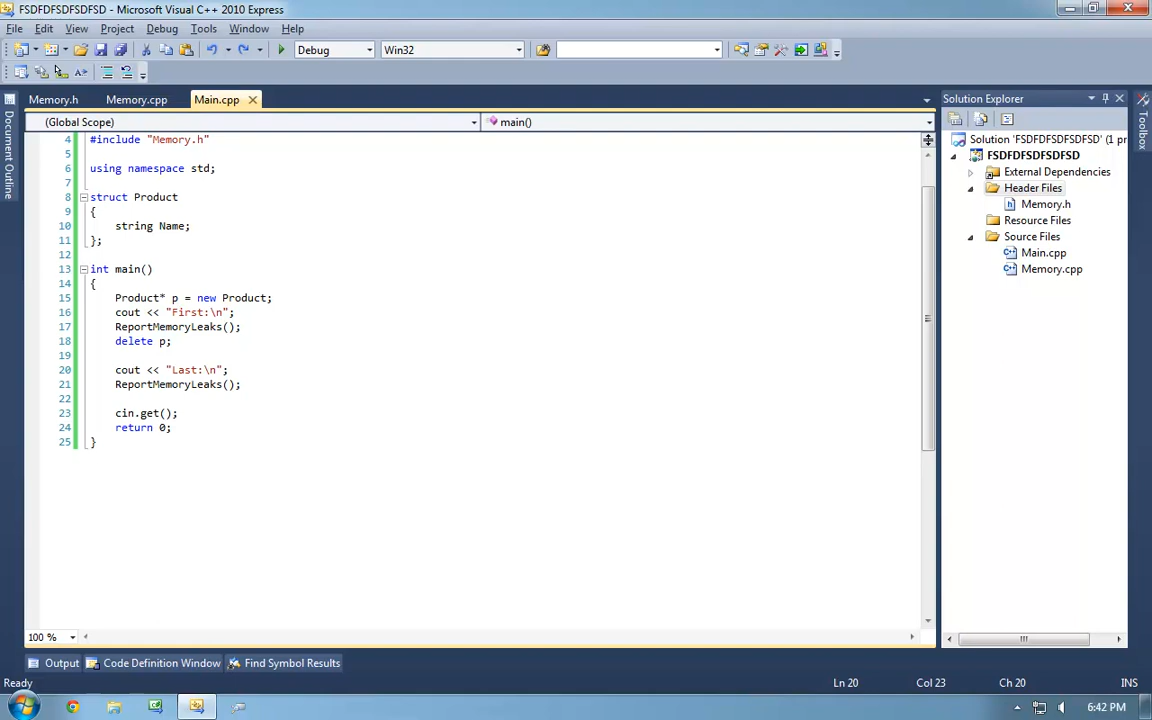 FSDFDFSDFSDFSD - Microsoft Visual C++ 2010 Express
File Edit View Project Debug Tools Window Help
Debug Win32
Memory.h Memory.cpp Main.cpp
(Global Scope) main()
4 #include "Memory.h"
5
6 using namespace std;
7
8 struct Product
9 {
10 string Name;
11 };
12
13 int main()
14 {
15 Product* p = new Product;
16 cout << "First:\n";
17 ReportMemoryLeaks();
18 delete p;
19
20 cout << "Last:\n";
21 ReportMemoryLeaks();
22
23 cin.get();
24 return 0;
25 }
100 %
Document Outline
Solution Explorer
Solution 'FSDFDFSDFSDFSD' (1 pr
FSDFDFSDFSDFSD
External Dependencies
Header Files
Memory.h
Resource Files
Source Files
Main.cpp
Memory.cpp
Toolbox
Output Code Definition Window Find Symbol Results
Ready Ln 20 Col 23 Ch 20 INS
6:42 PM